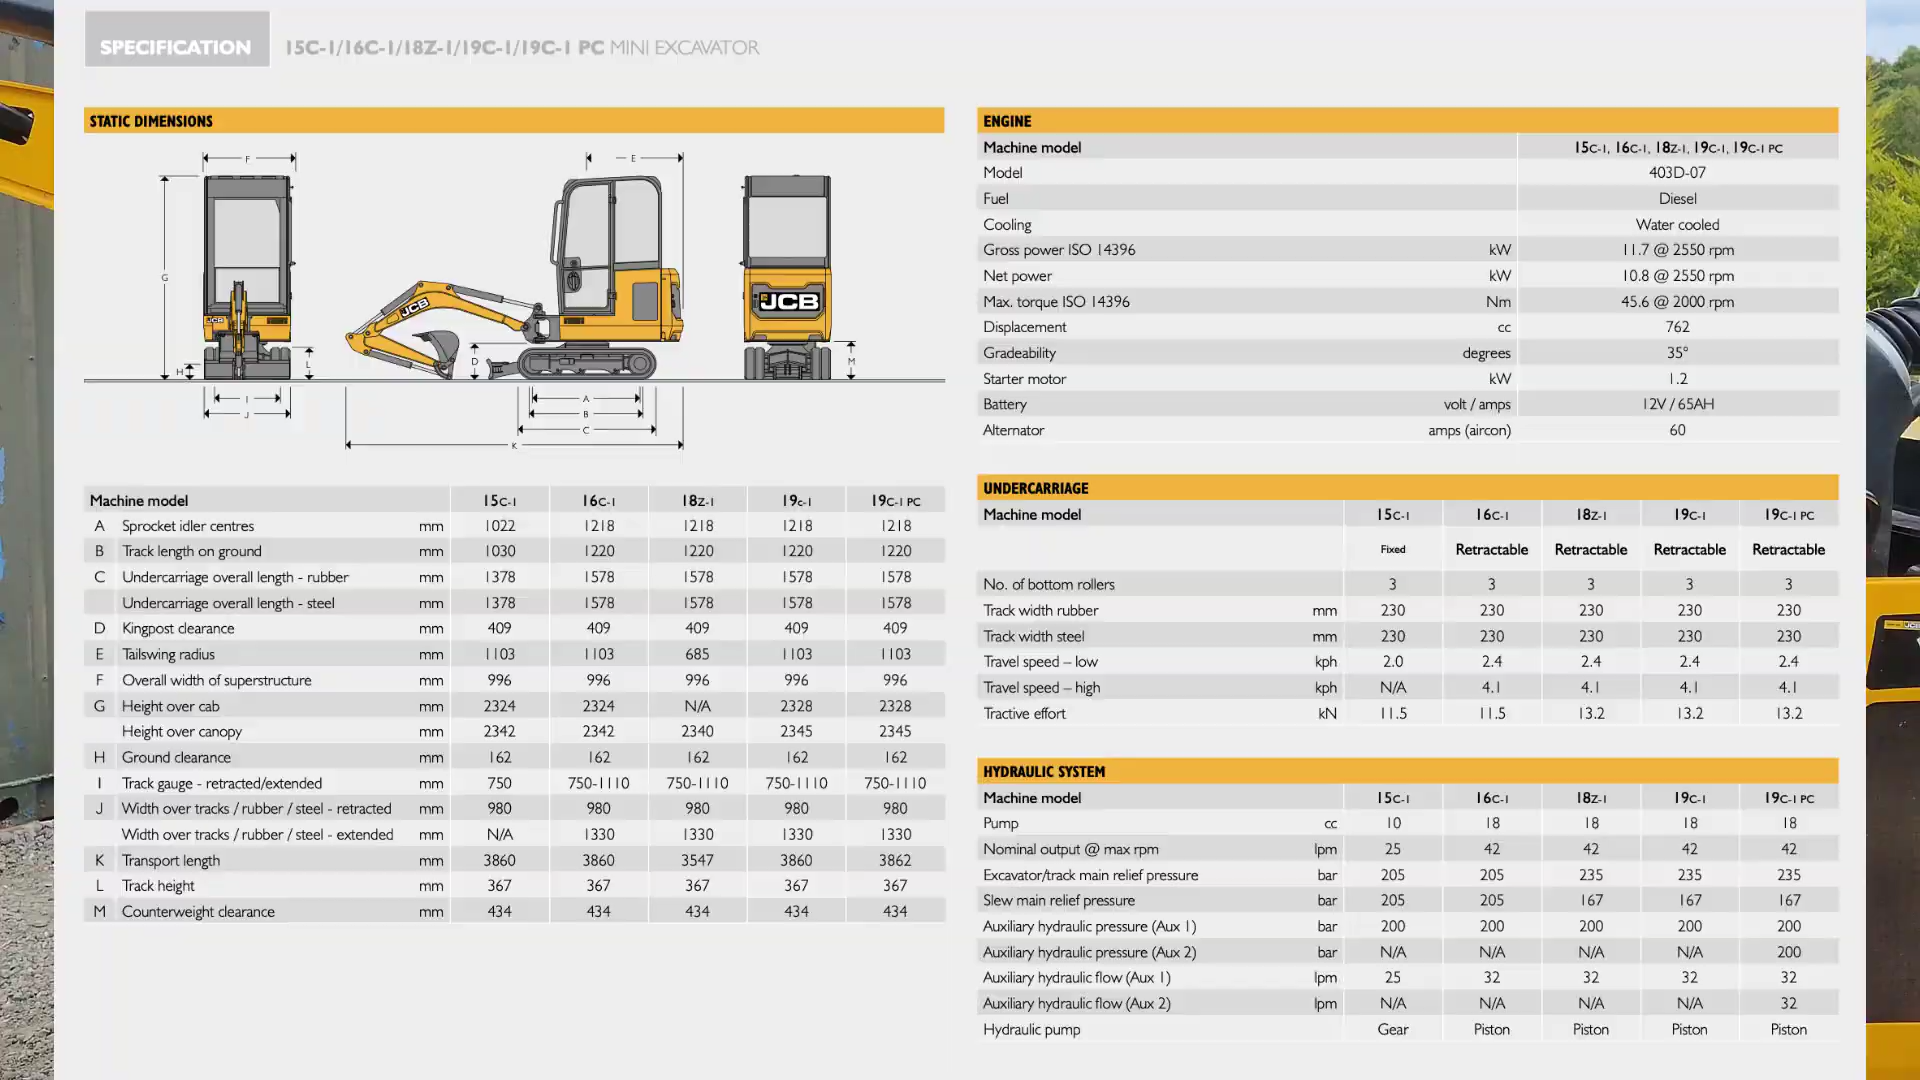 SPECIFICATION 15C-1/16C-1/18Z-1/19C-1/19C-1 PC MINI EXCAVATOR
STATIC DIMENSIONS
F
E
G
JCB
JCB
JCB
H
L
D
M
I
J
A
B
C
K
Machine model 15C-1 16C-1 18Z-1 19c-1 19C-1 PC
A Sprocket idler centres mm 1022 1218 1218 1218 1218
B Track length on ground mm 1030 1220 1220 1220 1220
C Undercarriage overall length - rubber mm 1378 1578 1578 1578 1578
Undercarriage overall length - steel mm 1378 1578 1578 1578 1578
D Kingpost clearance mm 409 409 409 409 409
E Tailswing radius mm 1103 1103 685 1103 1103
F Overall width of superstructure mm 996 996 996 996 996
G Height over cab mm 2324 2324 N/A 2328 2328
Height over canopy mm 2342 2342 2340 2345 2345
H Ground clearance mm 162 162 162 162 162
I Track gauge - retracted/extended mm 750 750-1110 750-1110 750-1110 750-1110
J Width over tracks / rubber / steel - retracted mm 980 980 980 980 980
Width over tracks / rubber / steel - extended mm N/A 1330 1330 1330 1330
K Transport length mm 3860 3860 3547 3860 3862
L Track height mm 367 367 367 367 367
M Counterweight clearance mm 434 434 434 434 434
ENGINE
Machine model 15C-1, 16C-1, 18Z-1, 19C-1, 19C-1 PC
Model 403D-07
Fuel Diesel
Cooling Water cooled
Gross power ISO 14396 kW 11.7 @ 2550 rpm
Net power kW 10.8 @ 2550 rpm
Max. torque ISO 14396 Nm 45.6 @ 2000 rpm
Displacement cc 762
Gradeability degrees 35°
Starter motor kW 1.2
Battery volt / amps 12V / 65AH
Alternator amps (aircon) 60
UNDERCARRIAGE
Machine model 15C-1 16C-1 18Z-1 19C-1 19C-1 PC
Fixed Retractable Retractable Retractable Retractable
No. of bottom rollers 3 3 3 3 3
Track width rubber mm 230 230 230 230 230
Track width steel mm 230 230 230 230 230
Travel speed – low kph 2.0 2.4 2.4 2.4 2.4
Travel speed – high kph N/A 4.1 4.1 4.1 4.1
Tractive effort kN 11.5 11.5 13.2 13.2 13.2
HYDRAULIC SYSTEM
Machine model 15C-1 16C-1 18Z-1 19C-1 19C-1 PC
Pump cc 10 18 18 18 18
Nominal output @ max rpm lpm 25 42 42 42 42
Excavator/track main relief pressure bar 205 205 235 235 235
Slew main relief pressure bar 205 205 167 167 167
Auxiliary hydraulic pressure (Aux 1) bar 200 200 200 200 200
Auxiliary hydraulic pressure (Aux 2) bar N/A N/A N/A N/A 200
Auxiliary hydraulic flow (Aux 1) lpm 25 32 32 32 32
Auxiliary hydraulic flow (Aux 2) lpm N/A N/A N/A N/A 32
Hydraulic pump Gear Piston Piston Piston Piston
JCB